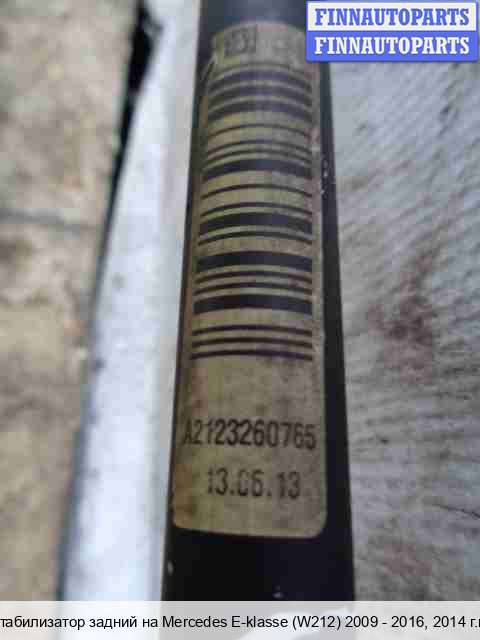 FINNAUTOPARTS
FINNAUTOPARTS
A2123260765
13.06.13
табилизатор задний на Mercedes E-klasse (W212) 2009 - 2016, 2014 г.